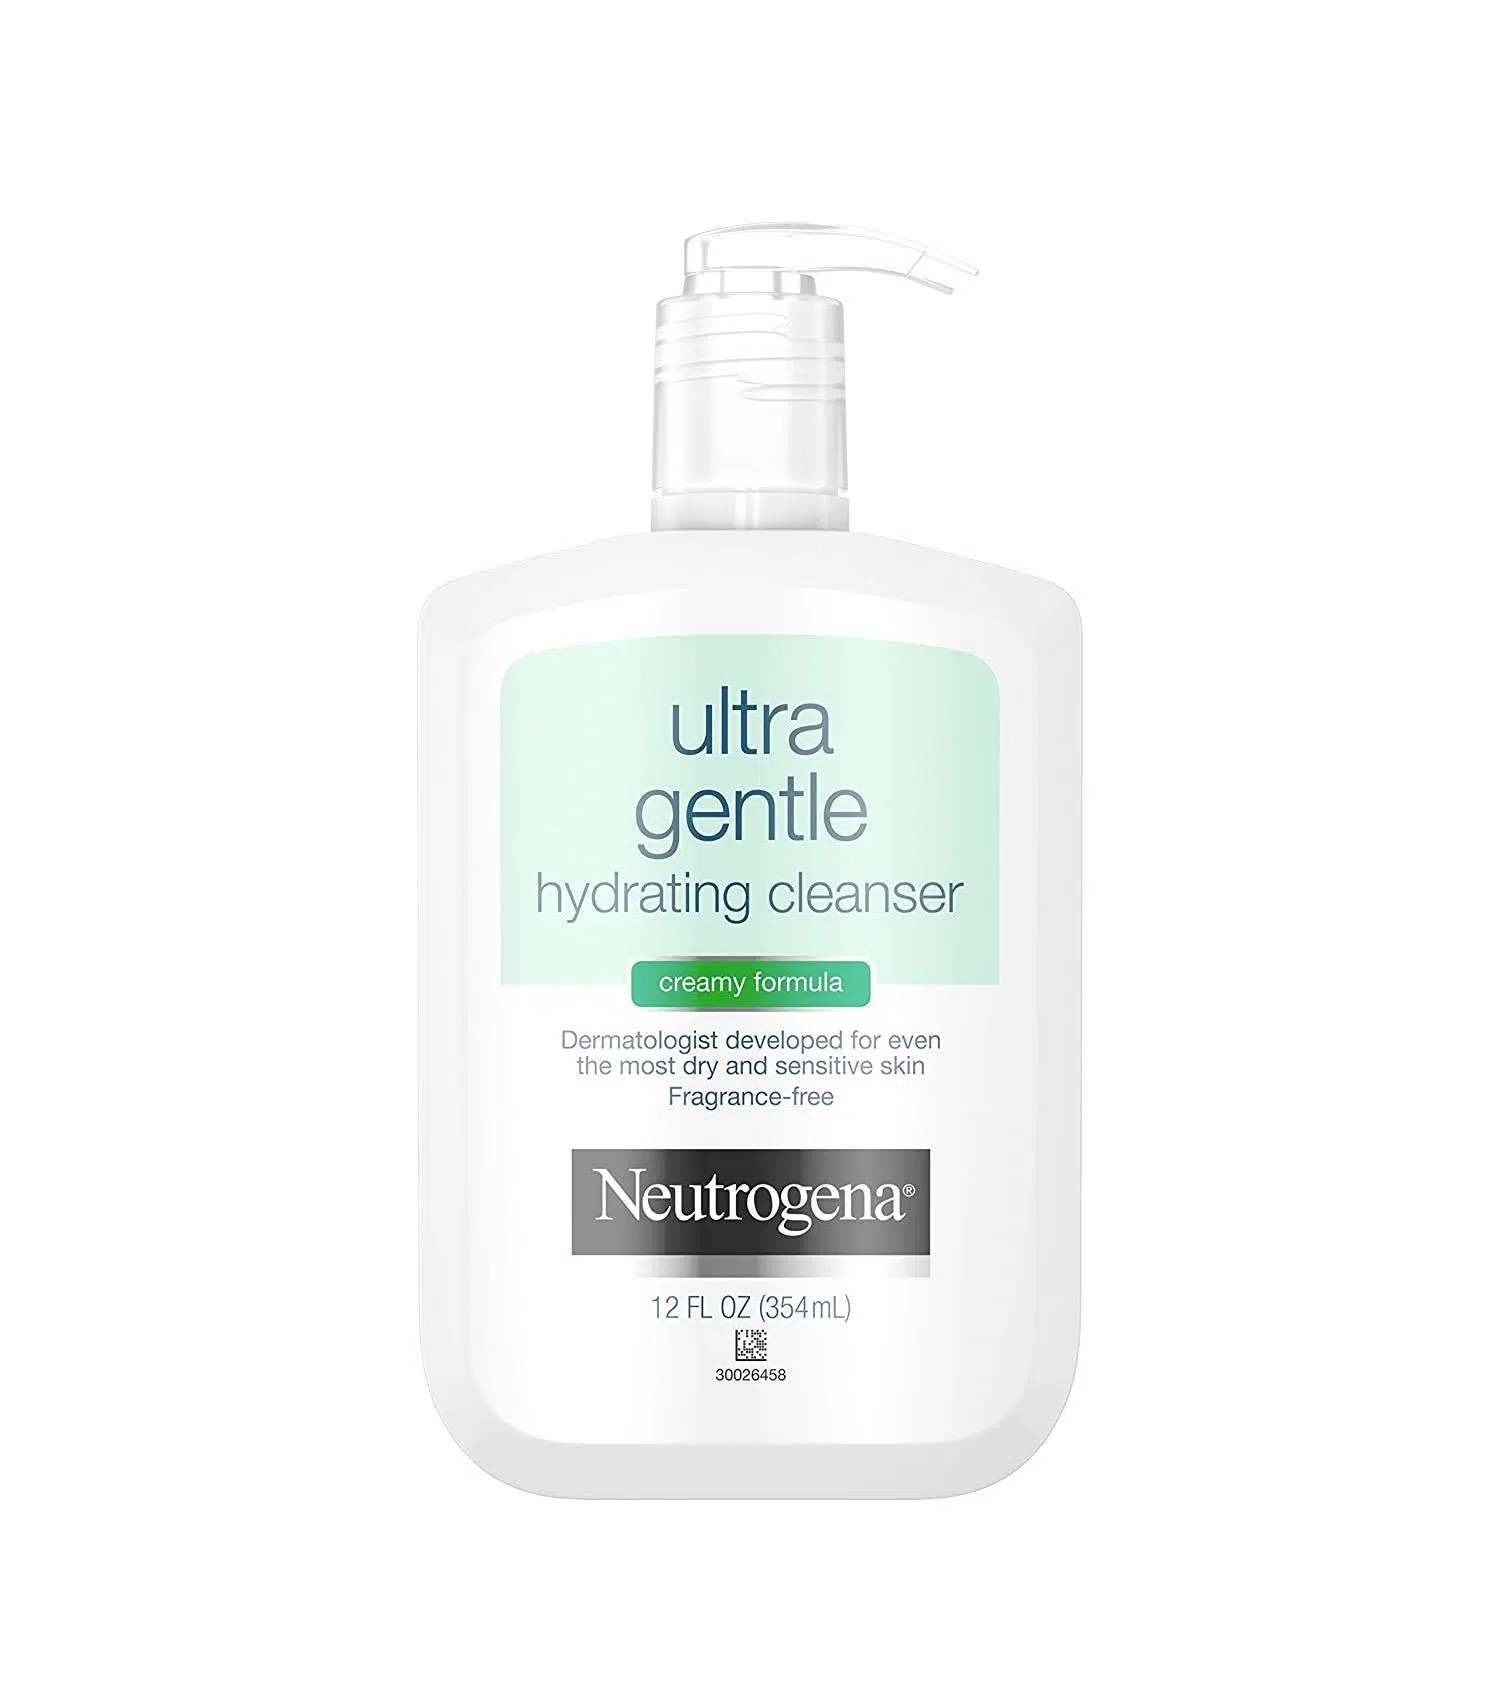 ultra
gentle
hydrating cleanser
creamy formula
Dermatologist developed for even
the most dry and sensitive skin
Fragrance-free
Neutrogena®
12 FL OZ (354mL)
30026458